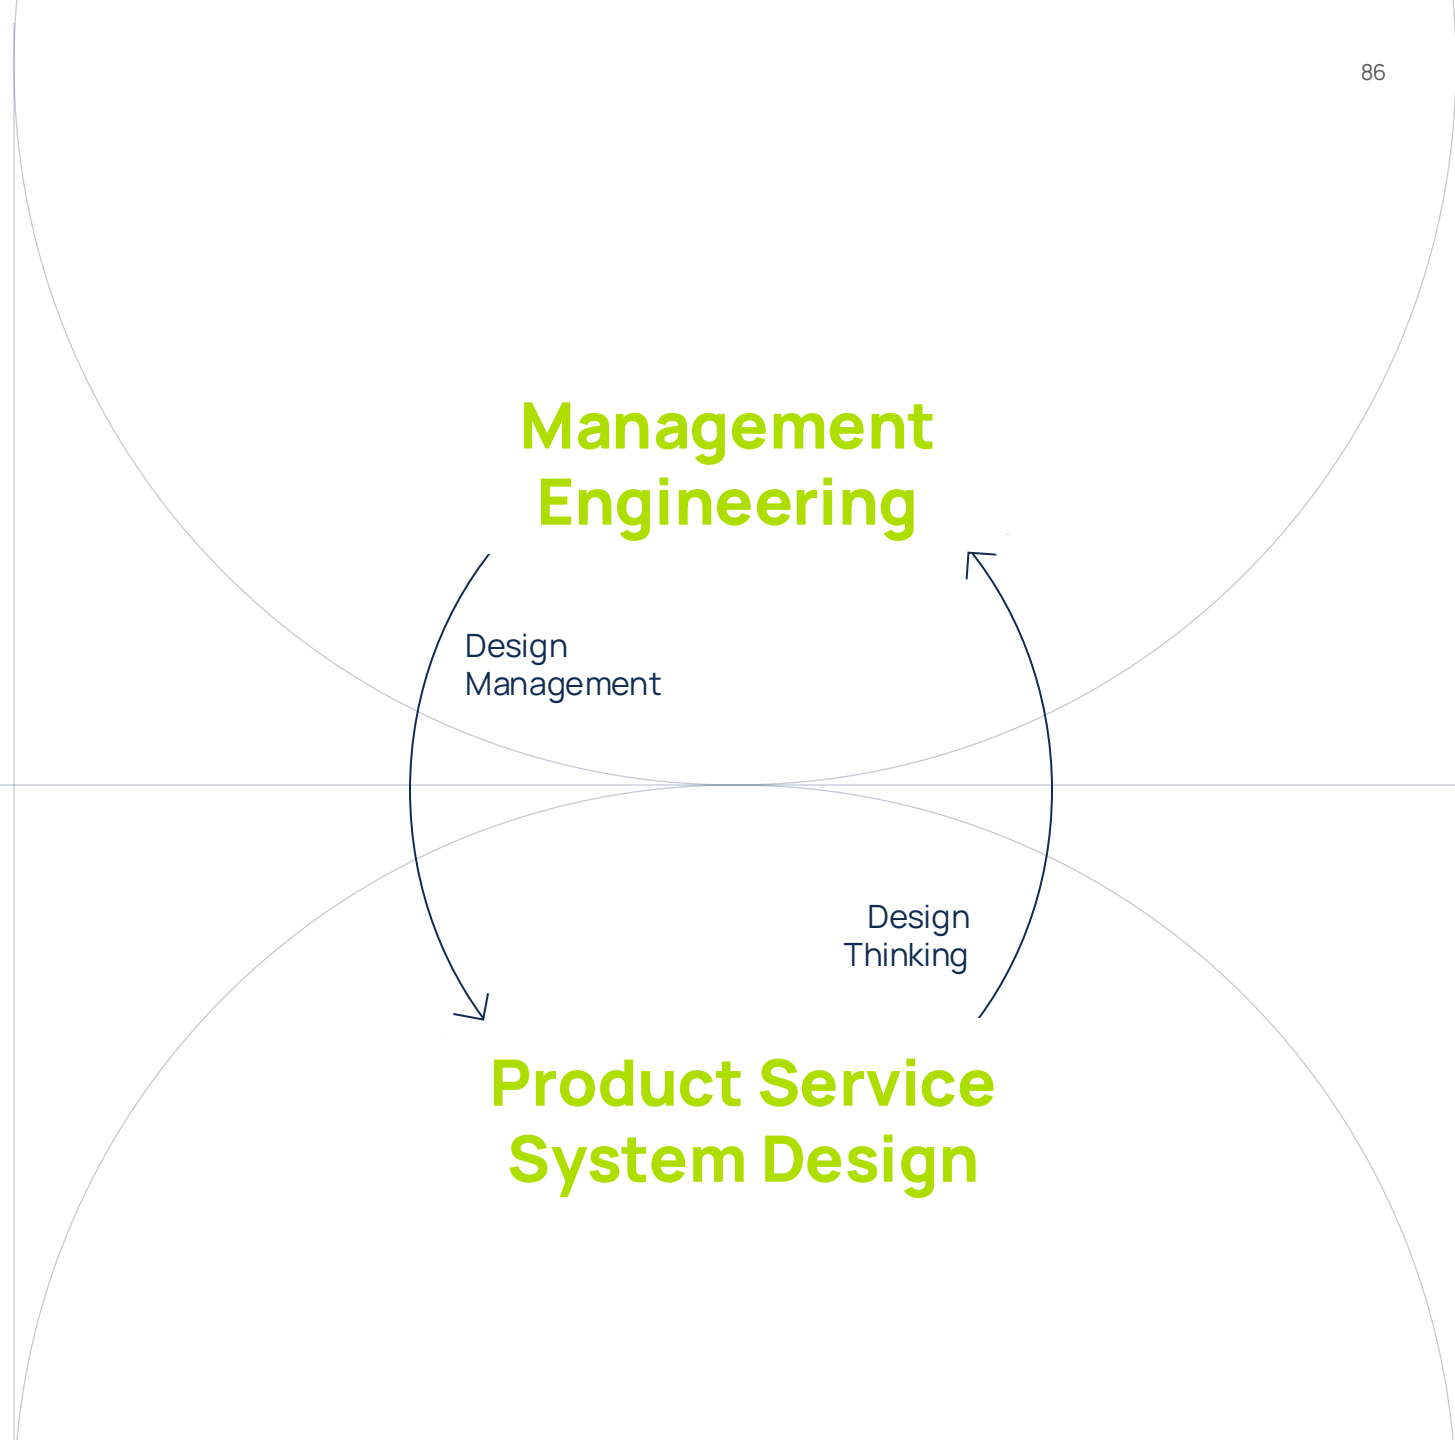 86
Management
Engineering
Design
Management
Design
Thinking
Product Service
System Design